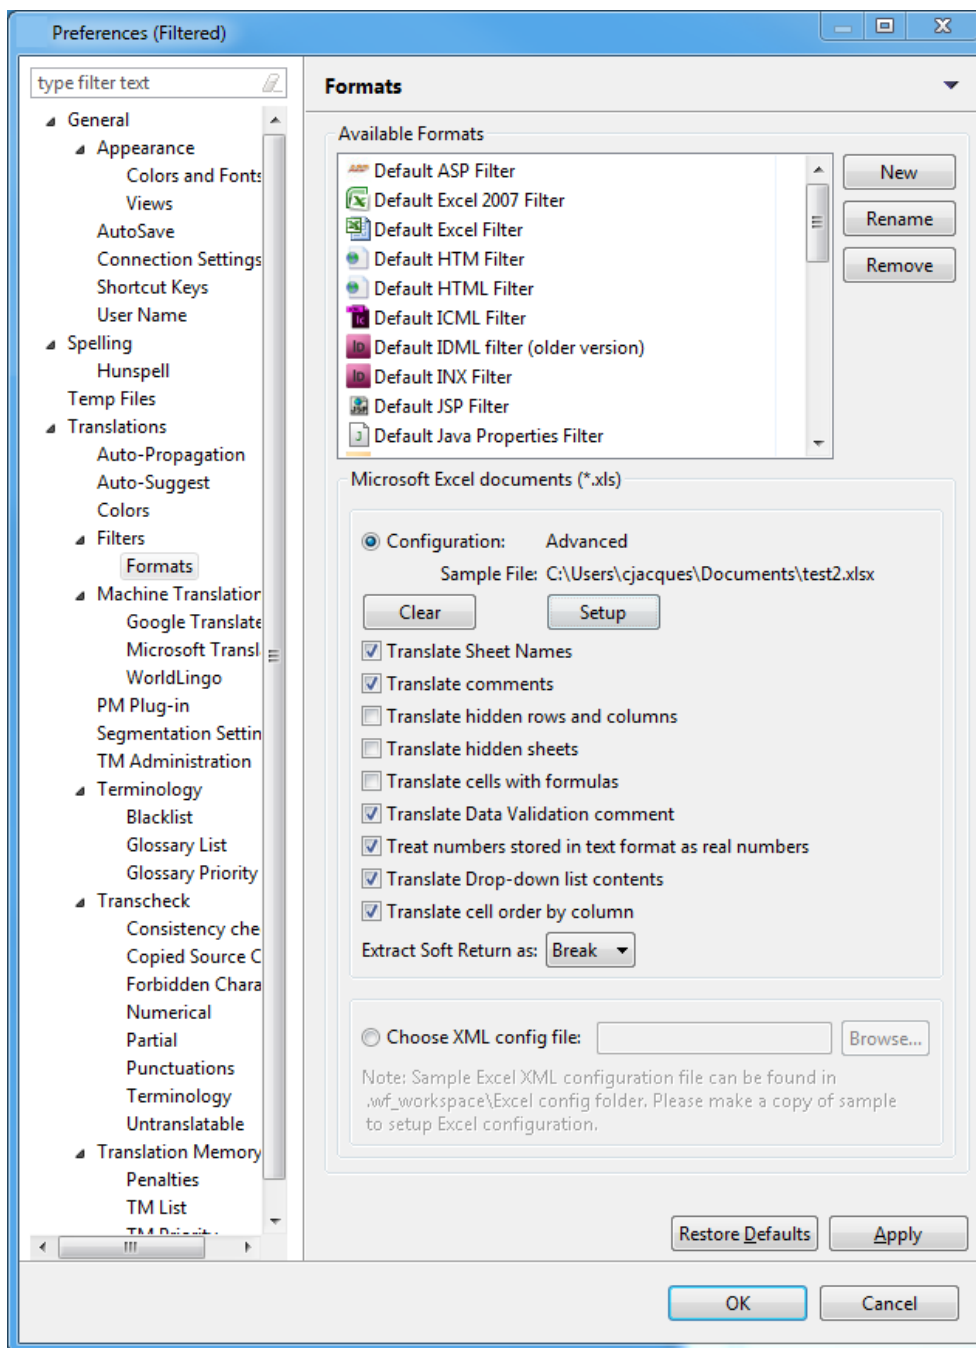 Preferences (Filtered)
type filter text
General
Appearance
Colors and Fonts
Views
AutoSave
Connection Settings
Shortcut Keys
User Name
Spelling
Hunspell
Temp Files
Translations
Auto-Propagation
Auto-Suggest
Colors
Filters
Formats
Machine Translation
Google Translate
Microsoft Transl
WorldLingo
PM Plug-in
Segmentation Settin
TM Administration
Terminology
Blacklist
Glossary List
Glossary Priority
Transcheck
Consistency che
Copied Source C
Forbidden Chara
Numerical
Partial
Punctuations
Terminology
Untranslatable
Translation Memory
Penalties
TM List
TM Priority
Formats
Available Formats
Default ASP Filter
Default Excel 2007 Filter
Default Excel Filter
Default HTM Filter
Default HTML Filter
Default ICML Filter
Default IDML filter (older version)
Default INX Filter
Default JSP Filter
Default Java Properties Filter
New
Rename
Remove
Microsoft Excel documents (*.xls)
Configuration: Advanced
Sample File: C:\Users\cjacques\Documents\test2.xlsx
Clear Setup
Translate Sheet Names
Translate comments
Translate hidden rows and columns
Translate hidden sheets
Translate cells with formulas
Translate Data Validation comment
Treat numbers stored in text format as real numbers
Translate Drop-down list contents
Translate cell order by column
Extract Soft Return as: Break
Choose XML config file: Browse...
Note: Sample Excel XML configuration file can be found in
.wf_workspace\Excel config folder. Please make a copy of sample
to setup Excel configuration.
Restore Defaults Apply
OK Cancel